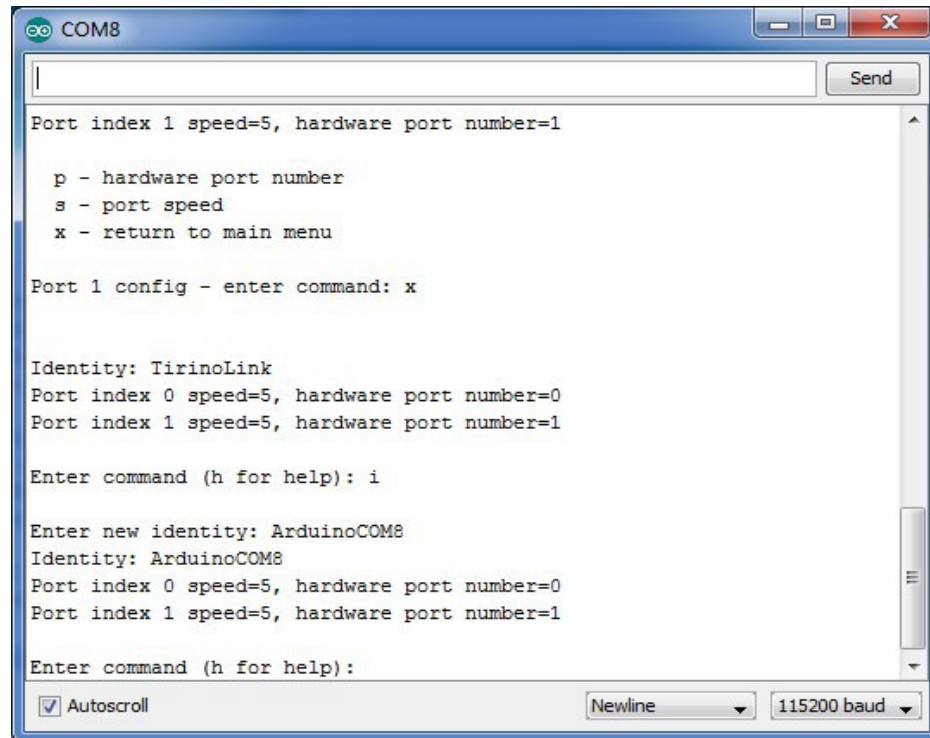 COM8
Send
Port index 1 speed=5, hardware port number=1
p - hardware port number
s - port speed
x - return to main menu
Port 1 config - enter command: x
Identity: TirinoLink
Port index 0 speed=5, hardware port number=0
Port index 1 speed=5, hardware port number=1
Enter command (h for help): i
Enter new identity: ArduinoCOM8
Identity: ArduinoCOM8
Port index 0 speed=5, hardware port number=0
Port index 1 speed=5, hardware port number=1
Enter command (h for help):
Autoscroll Newline 115200 baud